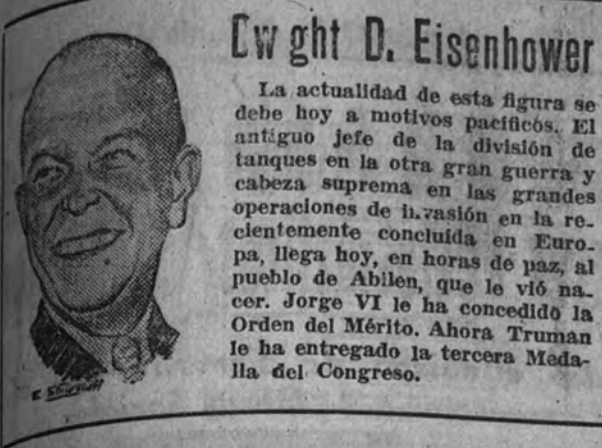 Dw ght D. Eisenhower
La actualidad de esta figura se
debe hoy a motivos pacíficos. El
antiguo jefe de la división de
tanques en la otra gran guerra y
cabeza suprema en las grandes
operaciones de invasión en la re-
cientemente concluída en Euro-
pa, llega hoy, en horas de paz, al
pueblo de Abilen, que le vió na-
cer. Jorge VI le ha concedido la
Orden del Mérito. Ahora Truman
le ha entregado la tercera Meda-
lla del Congreso.